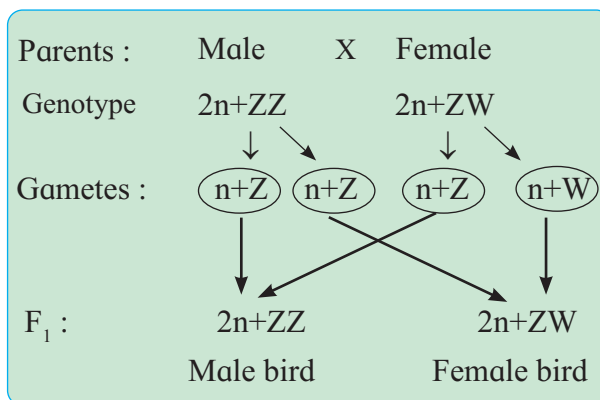 Parents : Male X Female
Genotype 2n+ZZ 2n+ZW
Gametes : n+Z n+Z n+Z n+W
F1 : 2n+ZZ 2n+ZW
Male bird Female bird